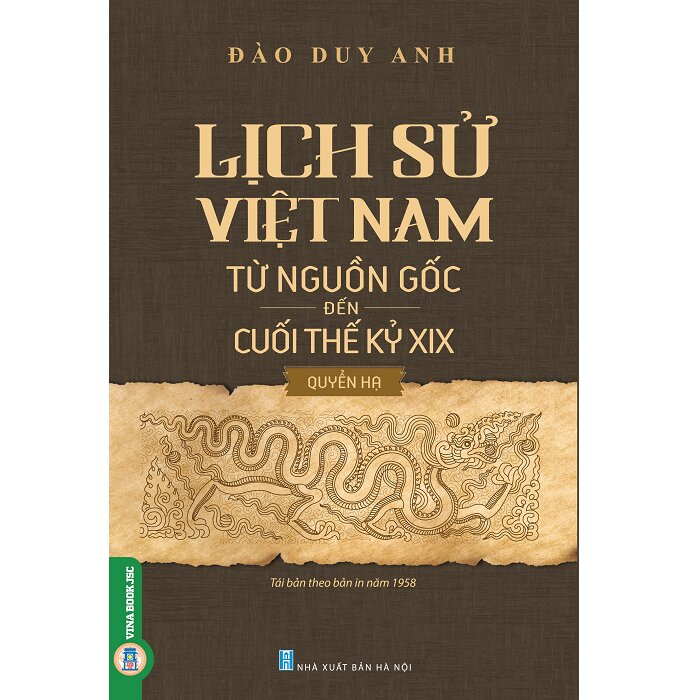 ĐÀO DUY ANH
LỊCH SỬ
VIỆT NAM
TỪ NGUỒN GỐC
ĐẾN
CUỐI THẾ KỶ XIX
QUYỂN HẠ
Tái bản theo bản in năm 1958
VINA BOOK.JSC
NHÀ XUẤT BẢN HÀ NỘI